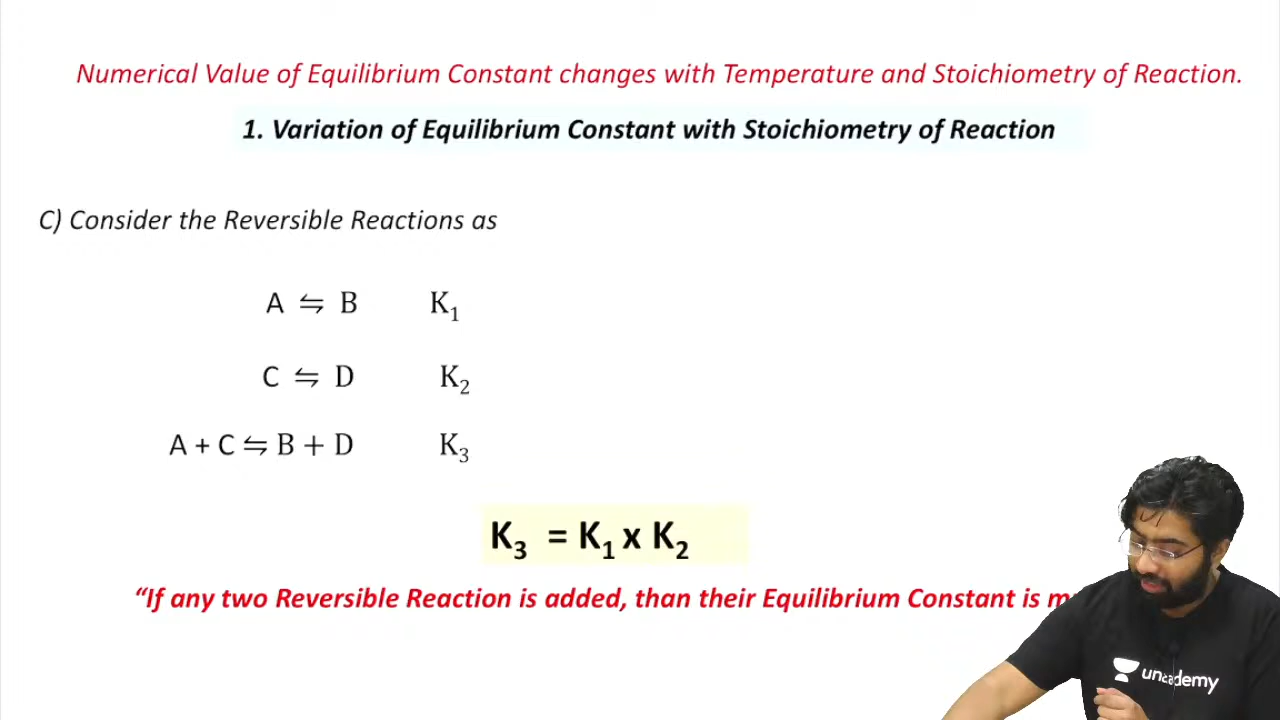 Numerical Value of Equilibrium Constant changes with Temperature and Stoichiometry of Reaction.
1. Variation of Equilibrium Constant with Stoichiometry of Reaction
C) Consider the Reversible Reactions as
A ⇋ B K₁
C ⇋ D K₂
A + C ⇋ B + D K₃
K₃ = K₁ x K₂
“If any two Reversible Reaction is added, than their Equilibrium Constant is
unacademy